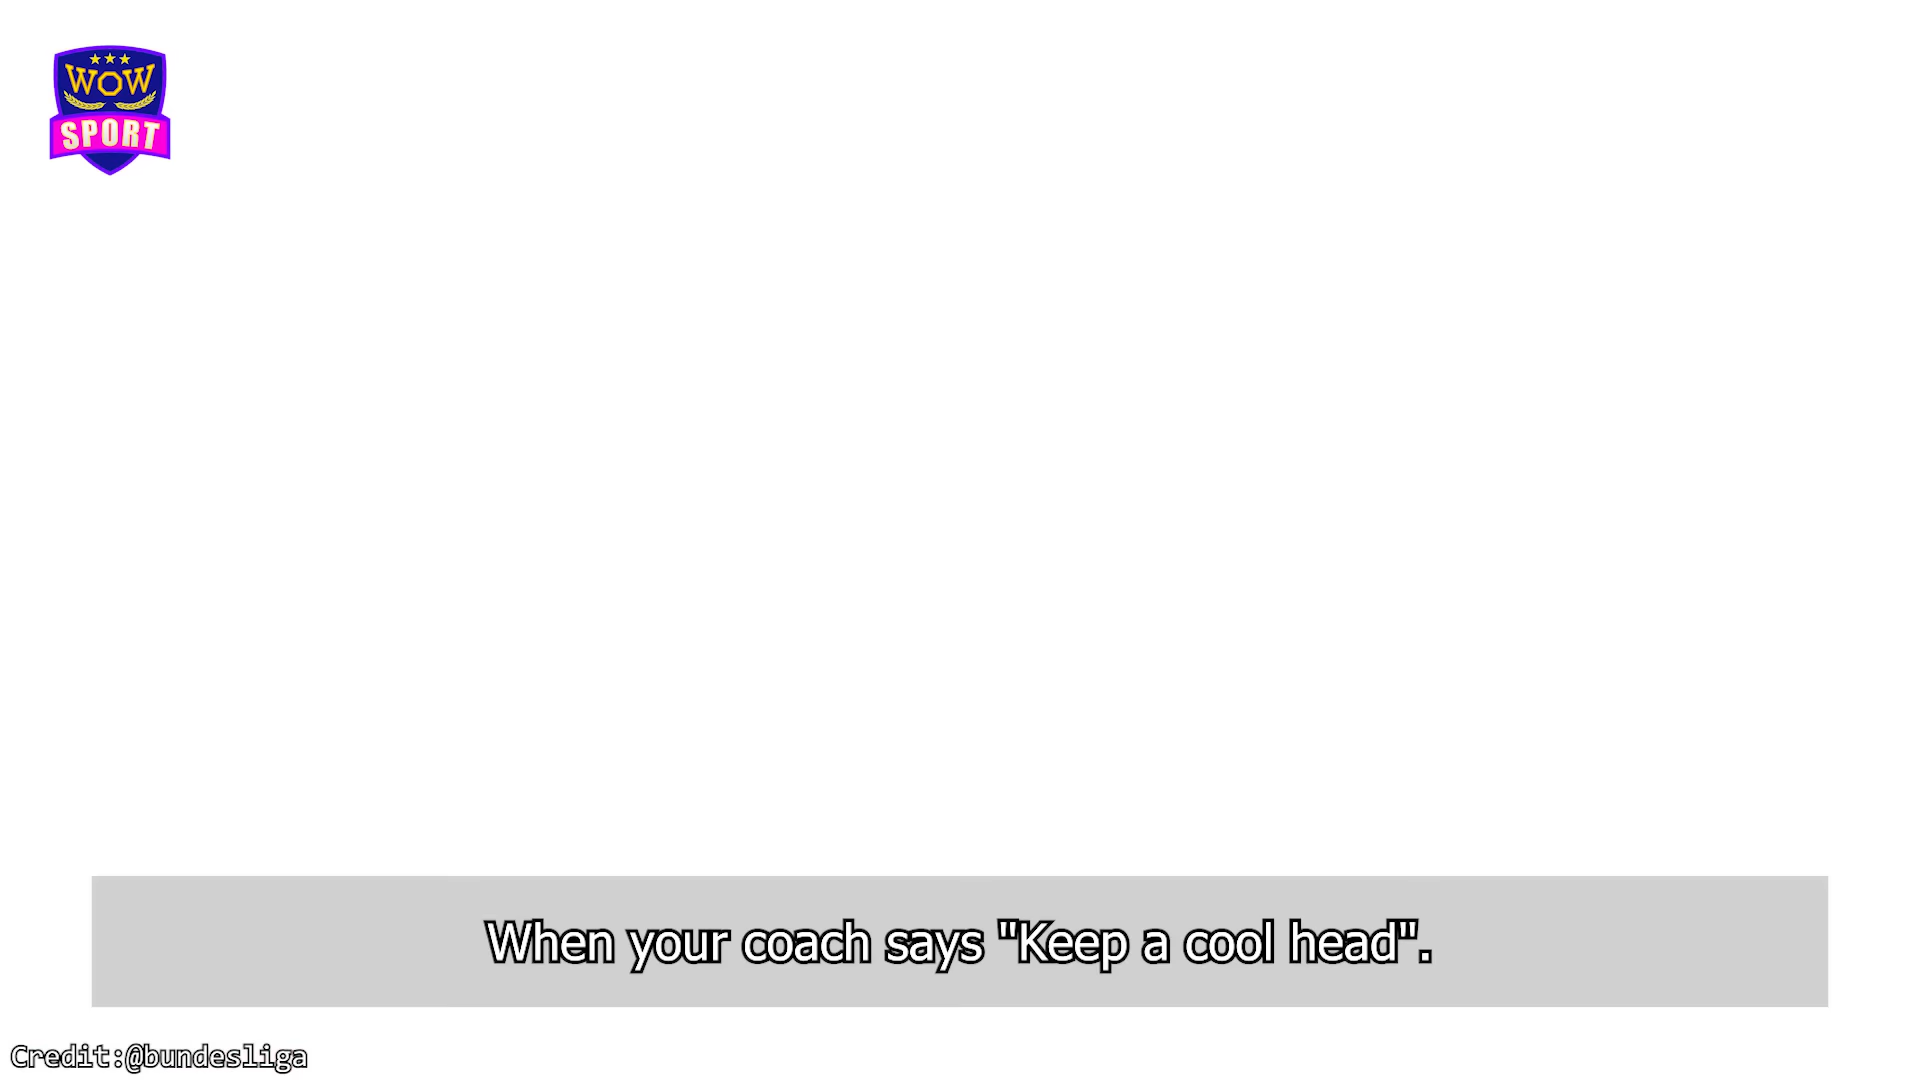 WOW
SPORT
When your coach says "Keep a cool head".
Credit:@bundesliga